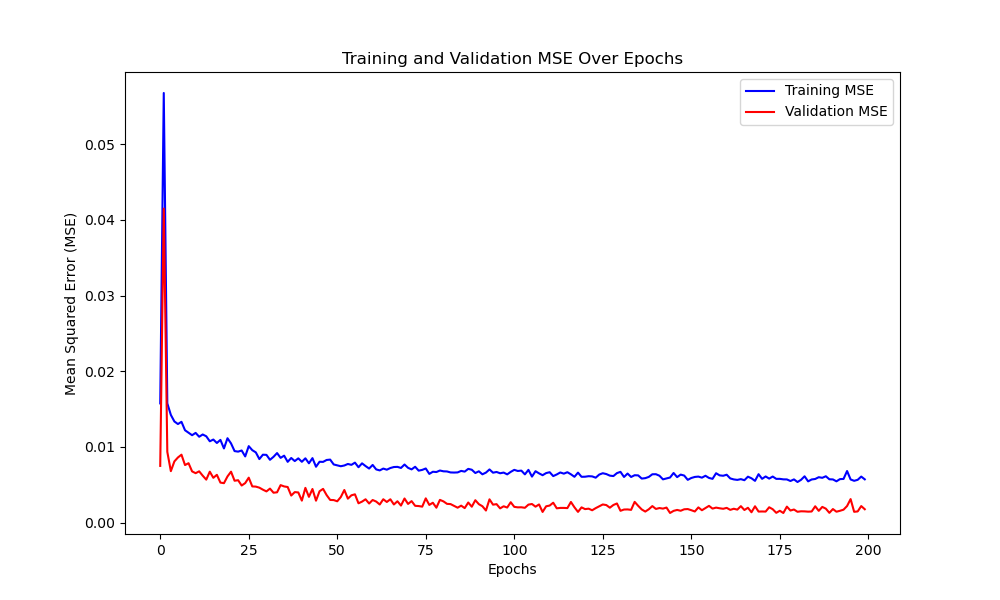 Training and Validation MSE Over Epochs
Training MSE
Validation MSE
Mean Squared Error (MSE)
0.05
0.04
0.03
0.02
0.01
0.00
0 25 50 75 100 125 150 175 200
Epochs